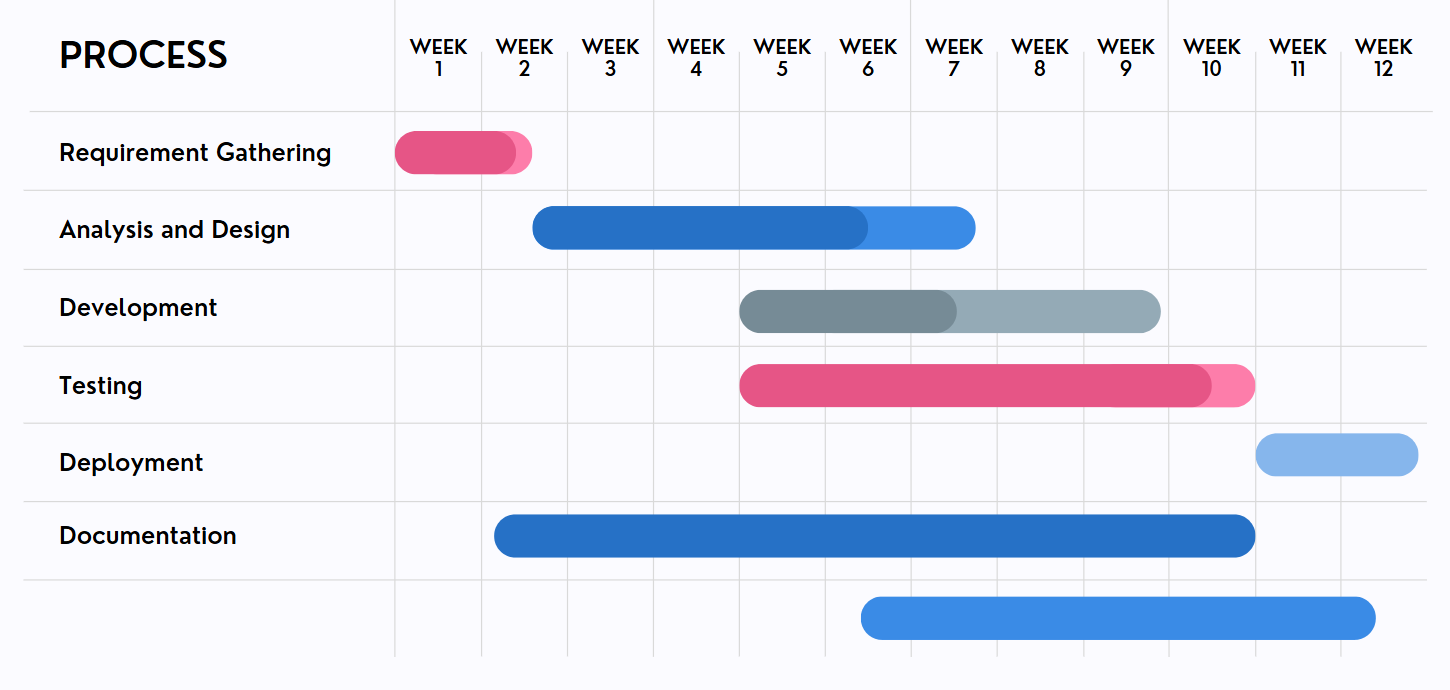 PROCESS
WEEK 1
WEEK 2
WEEK 3
WEEK 4
WEEK 5
WEEK 6
WEEK 7
WEEK 8
WEEK 9
WEEK 10
WEEK 11
WEEK 12
Requirement Gathering
Analysis and Design
Development
Testing
Deployment
Documentation